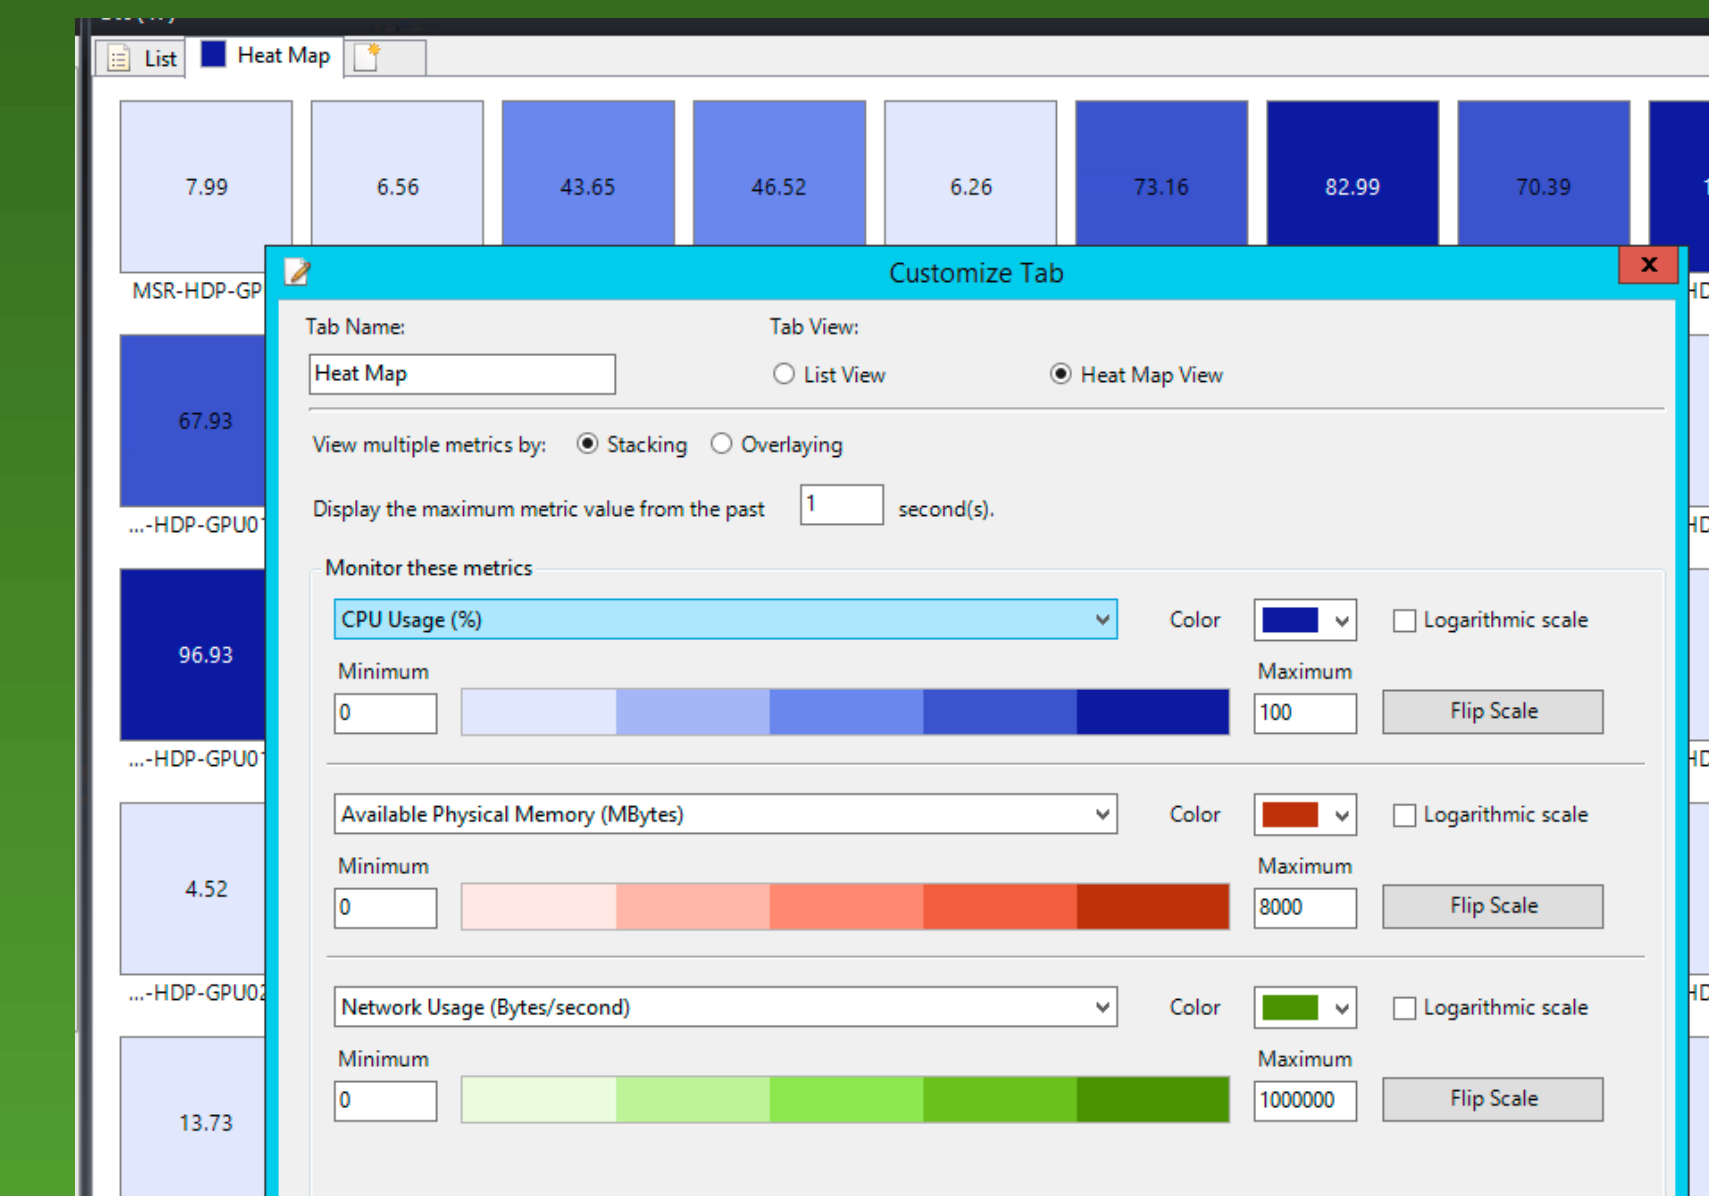 List Heat Map
7.99 6.56 43.65 46.52 6.26 73.16 82.99 70.39
MSR-HDP-GP
Customize Tab
X
Tab Name: Tab View:
Heat Map List View Heat Map View
67.93
View multiple metrics by: Stacking Overlaying
Display the maximum metric value from the past 1 second(s).
...-HDP-GPU01
Monitor these metrics
CPU Usage (%) Color Logarithmic scale
96.93
Minimum Maximum
0 100 Flip Scale
...-HDP-GPU01
Available Physical Memory (MBytes) Color Logarithmic scale
Minimum Maximum
4.52
0 8000 Flip Scale
...-HDP-GPU02
Network Usage (Bytes/second) Color Logarithmic scale
Minimum Maximum
0 1000000 Flip Scale
13.73